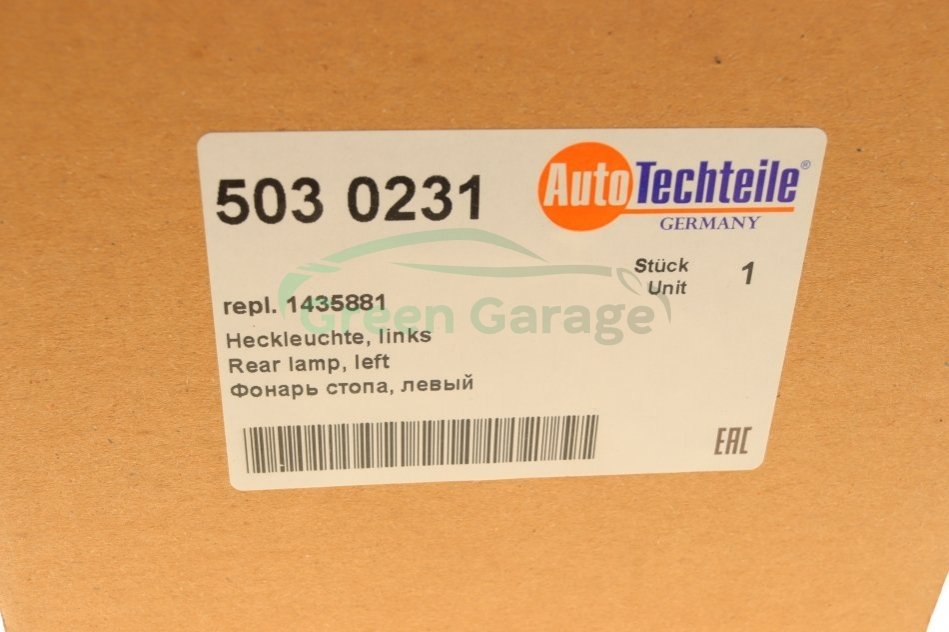 503 0231
AutoTechteile®
GERMANY
Stück 1
Unit
repl. 1435881
Green Garage
Heckleuchte, links
Rear lamp, left
Фонарь стопа, левый
EAC